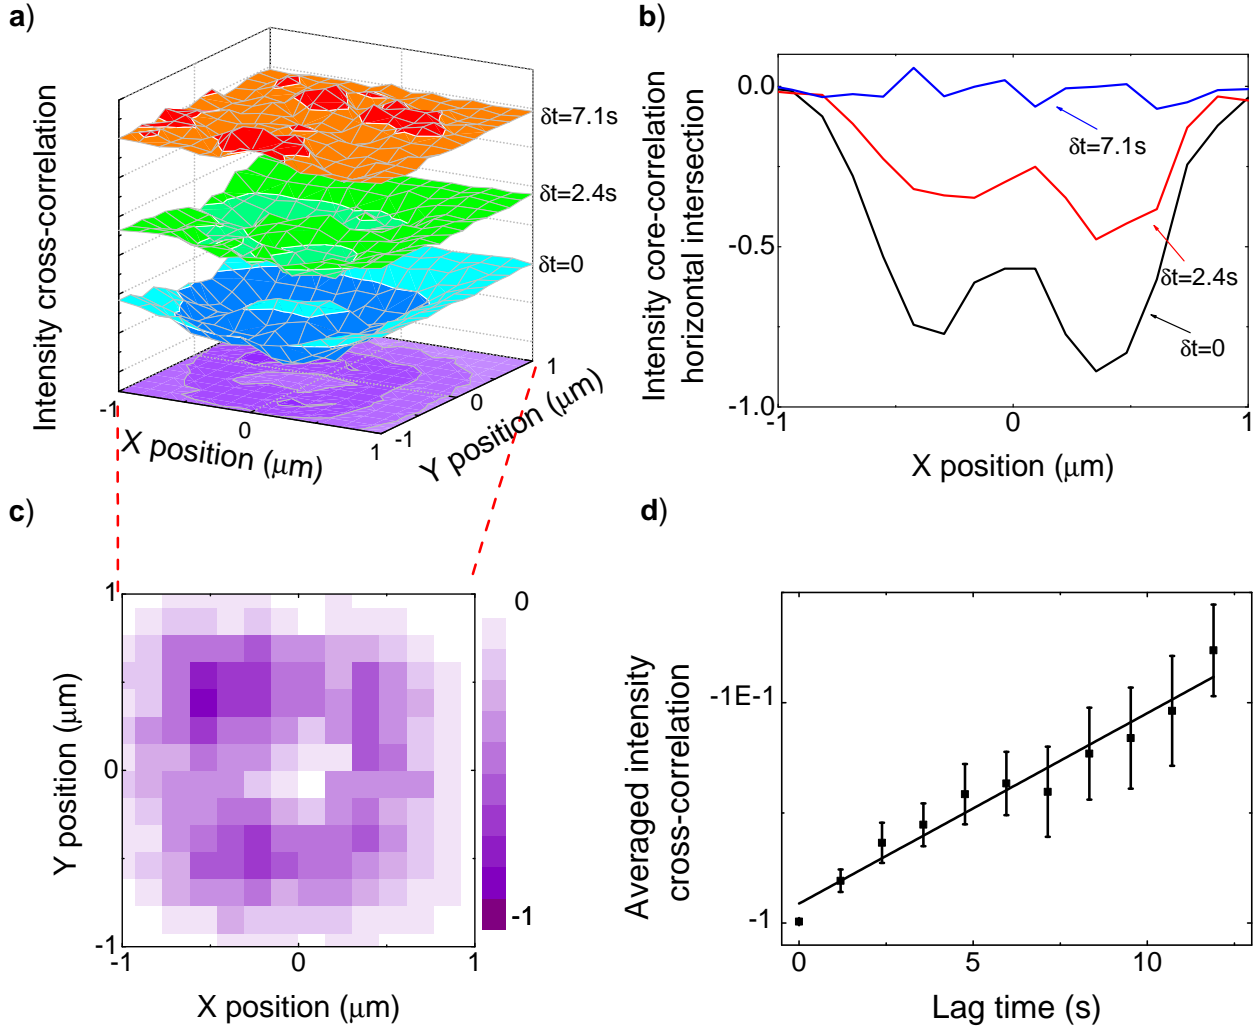 a)
Intensity cross-correlation
δt=7.1s
δt=2.4s
δt=0
-1
0
1
X position (μm)
-1
0
1
Y position (μm)
b)
Intensity core-correlation
horizontal intersection
0.0
-0.5
-1.0
-1
0
1
X position (μm)
δt=7.1s
δt=2.4s
δt=0
c)
Y position (μm)
1
0
-1
-1
0
1
X position (μm)
0
-1
d)
Averaged intensity
cross-correlation
-1E-1
-1
0
5
10
Lag time (s)